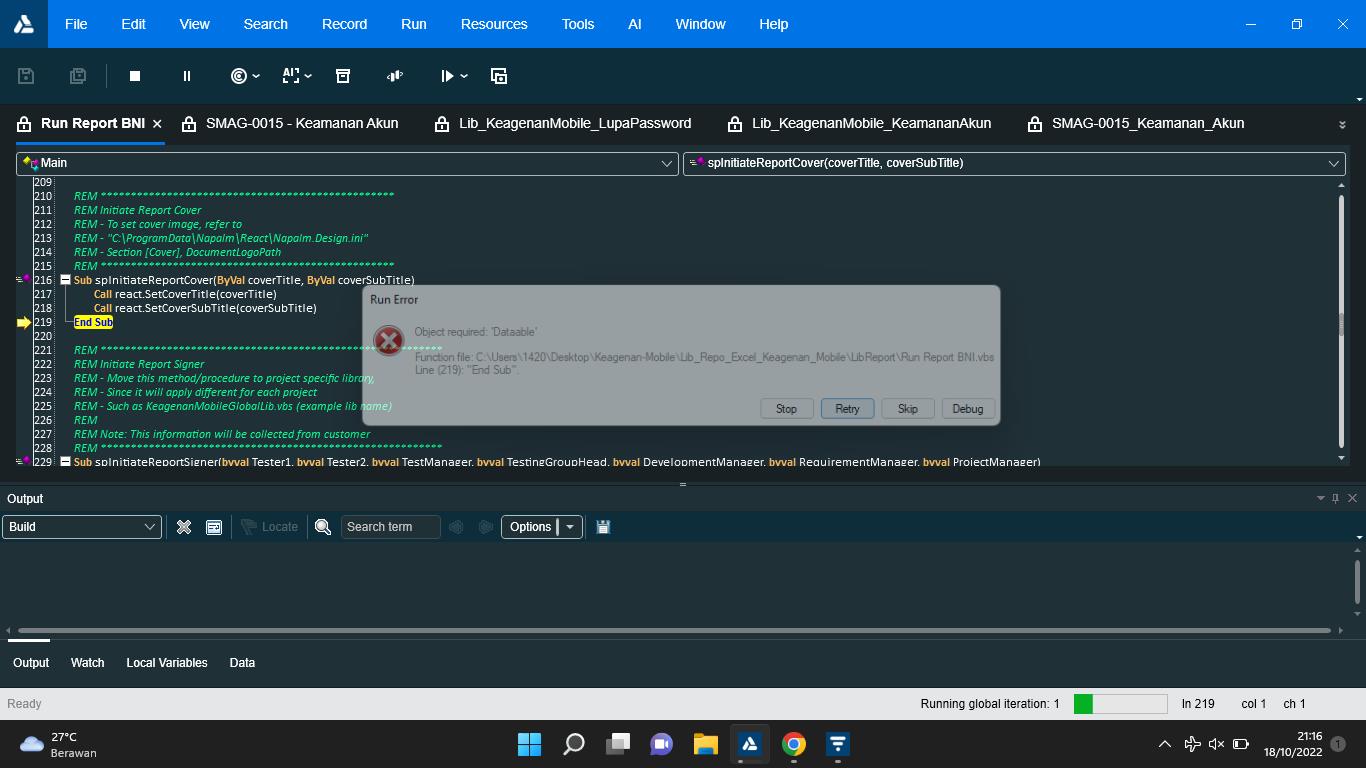 File Edit View Search Record Run Resources Tools AI Window Help
AI
Run Report BNI SMAG-0015 - Keamanan Akun Lib_KeagenanMobile_LupaPassword Lib_KeagenanMobile_KeamananAkun SMAG-0015_Keamanan_Akun
Main spInitiateReportCover(coverTitle, coverSubTitle)
209
210 REM *************************************************
211 REM Initiate Report Cover
212 REM - To set cover image, refer to
213 REM - "C:\ProgramData\Napalm\React\Napalm.Design.ini"
214 REM - Section [Cover], DocumentLogoPath
215 REM *************************************************
216 Sub spInitiateReportCover(ByVal coverTitle, ByVal coverSubTitle)
217 Call react.SetCoverTitle(coverTitle)
218 Call react.SetCoverSubTitle(coverSubTitle)
219 End Sub
220
221 REM *********************************************************
222 REM Initiate Report Signer
223 REM - Move this method/procedure to project specific library,
224 REM - Since it will apply different for each project
225 REM - Such as KeagenanMobileGlobalLib.vbs (example lib name)
226 REM
227 REM Note: This information will be collected from customer
228 REM *********************************************************
229 Sub spInitiateReportSigner(byval Tester1, byval Tester2, byval TestManager, byval TestingGroupHead, byval DevelopmentManager, byval RequirementManager, byval ProjectManager)
Run Error
Object required: 'Dataable'
Function file: C:\Users\1420\Desktop\Keagenan-Mobile\Lib_Repo_Excel_Keagenan_Mobile\LibReport\Run Report BNI.vbs
Line (219): "End Sub".
Stop Retry Skip Debug
Output
Build Locate Search term Options
Output Watch Local Variables Data
Ready Running global iteration: 1 ln 219 col 1 ch 1
27°C
Berawan
21:16
18/10/2022
1